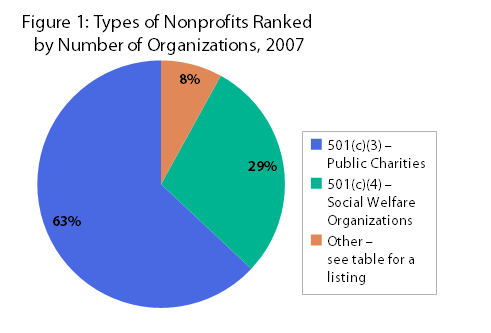 Figure 1: Types of Nonprofits Ranked
by Number of Organizations, 2007
8%
29%
63%
501(c)(3) –
Public Charities
501(c)(4) –
Social Welfare
Organizations
Other –
see table for a
listing